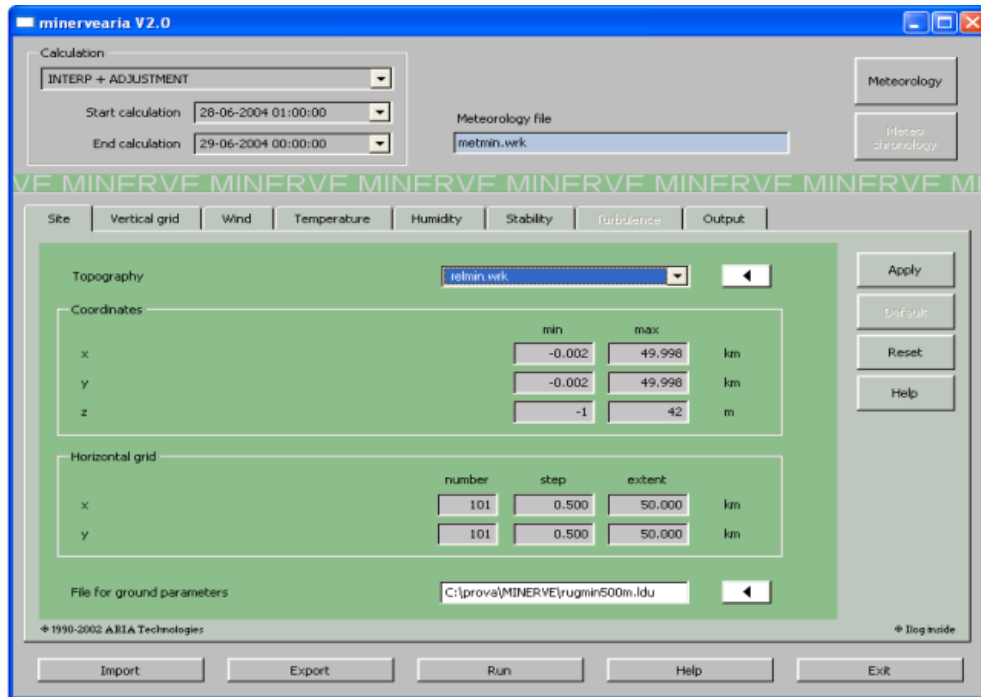 minervearia V2.0
Calculation
INTERP + ADJUSTMENT
Start calculation 28-06-2004 01:00:00
End calculation 29-06-2004 00:00:00
Meteorology file
metmin.wrk
Meteorology
Meteo
chronology
VE MINERVE MINERVE MINERVE MINERVE MINERVE MINERVE MI
Site Vertical grid Wind Temperature Humidity Stability Turbulence Output
Topography relmin.wrk
Coordinates
min max
x -0.002 49.998 km
y -0.002 49.998 km
z -1 42 m
Horizontal grid
number step extent
x 101 0.500 50.000 km
y 101 0.500 50.000 km
File for ground parameters C:\prova\MINERVE\rugmin500m.ldu
Apply
Default
Reset
Help
1990-2002 ARIA Technologies
Ilog inside
Import Export Run Help Exit